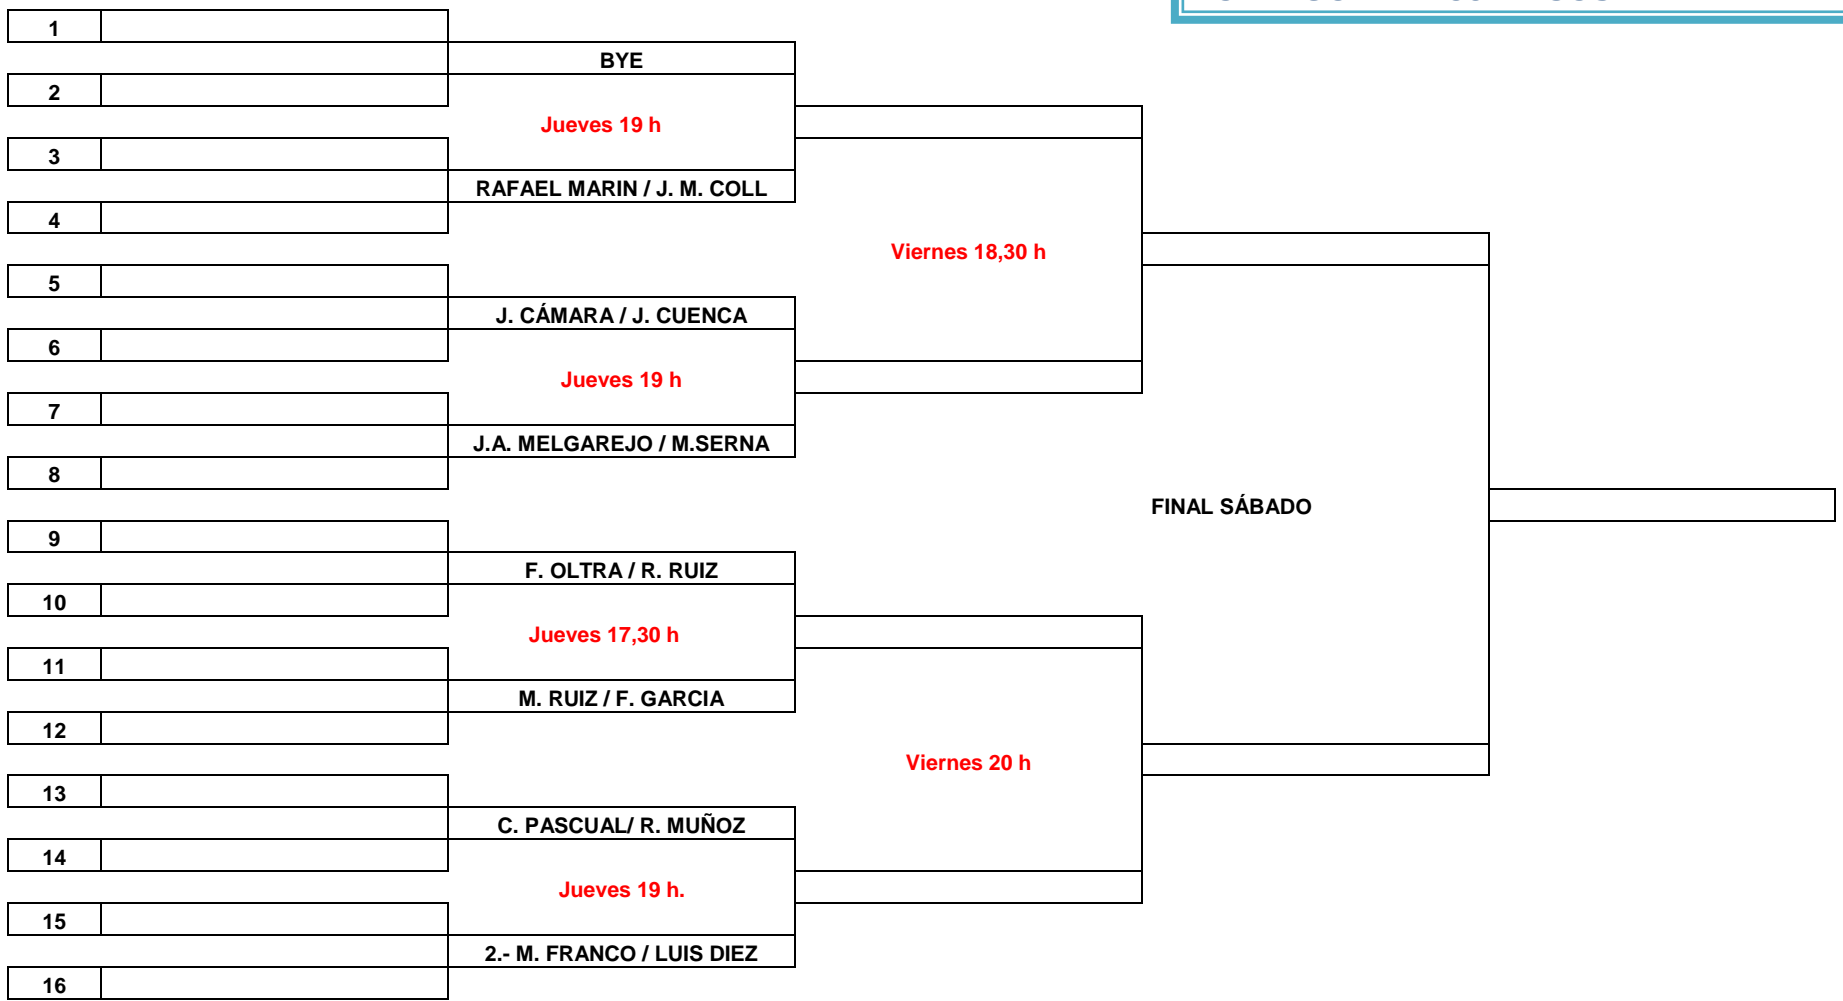 1
BYE
2
Jueves 19 h
3
RAFAEL MARIN / J. M. COLL
4
Viernes 18,30 h
5
J. CÁMARA / J. CUENCA
6
Jueves 19 h
7
J.A. MELGAREJO / M.SERNA
8
FINAL SÁBADO
9
F. OLTRA / R. RUIZ
10
Jueves 17,30 h
11
M. RUIZ / F. GARCIA
12
Viernes 20 h
13
C. PASCUAL/ R. MUÑOZ
14
Jueves 19 h.
15
2.- M. FRANCO / LUIS DIEZ
16